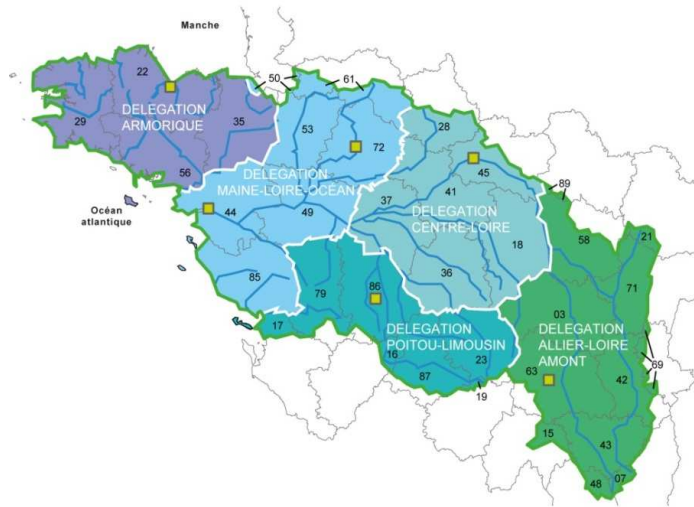 Manche
50
61
22
DELEGATION
ARMORIQUE
29
35
53
72
28
56
DELEGATION
MAINE-LOIRE-OCÉAN
45
89
Océan
atlantique
44
49
37
41
DELEGATION
CENTRE-LOIRE
18
58
21
85
79
86
36
71
17
DELEGATION
POITOU-LIMOUSIN
03
DELEGATION
ALLIER-LOIRE
AMONT
69
16
87
23
19
63
42
15
43
48
07